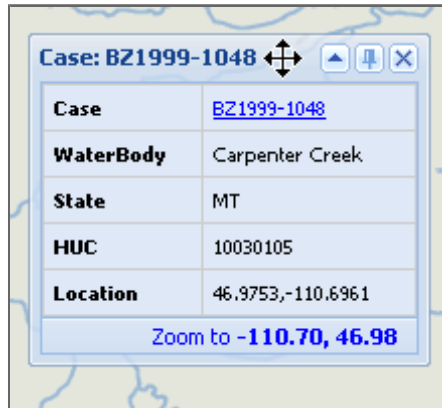 Case: BZ1999-1048
Case BZ1999-1048
WaterBody Carpenter Creek
State MT
HUC 10030105
Location 46.9753,-110.6961
Zoom to -110.70, 46.98